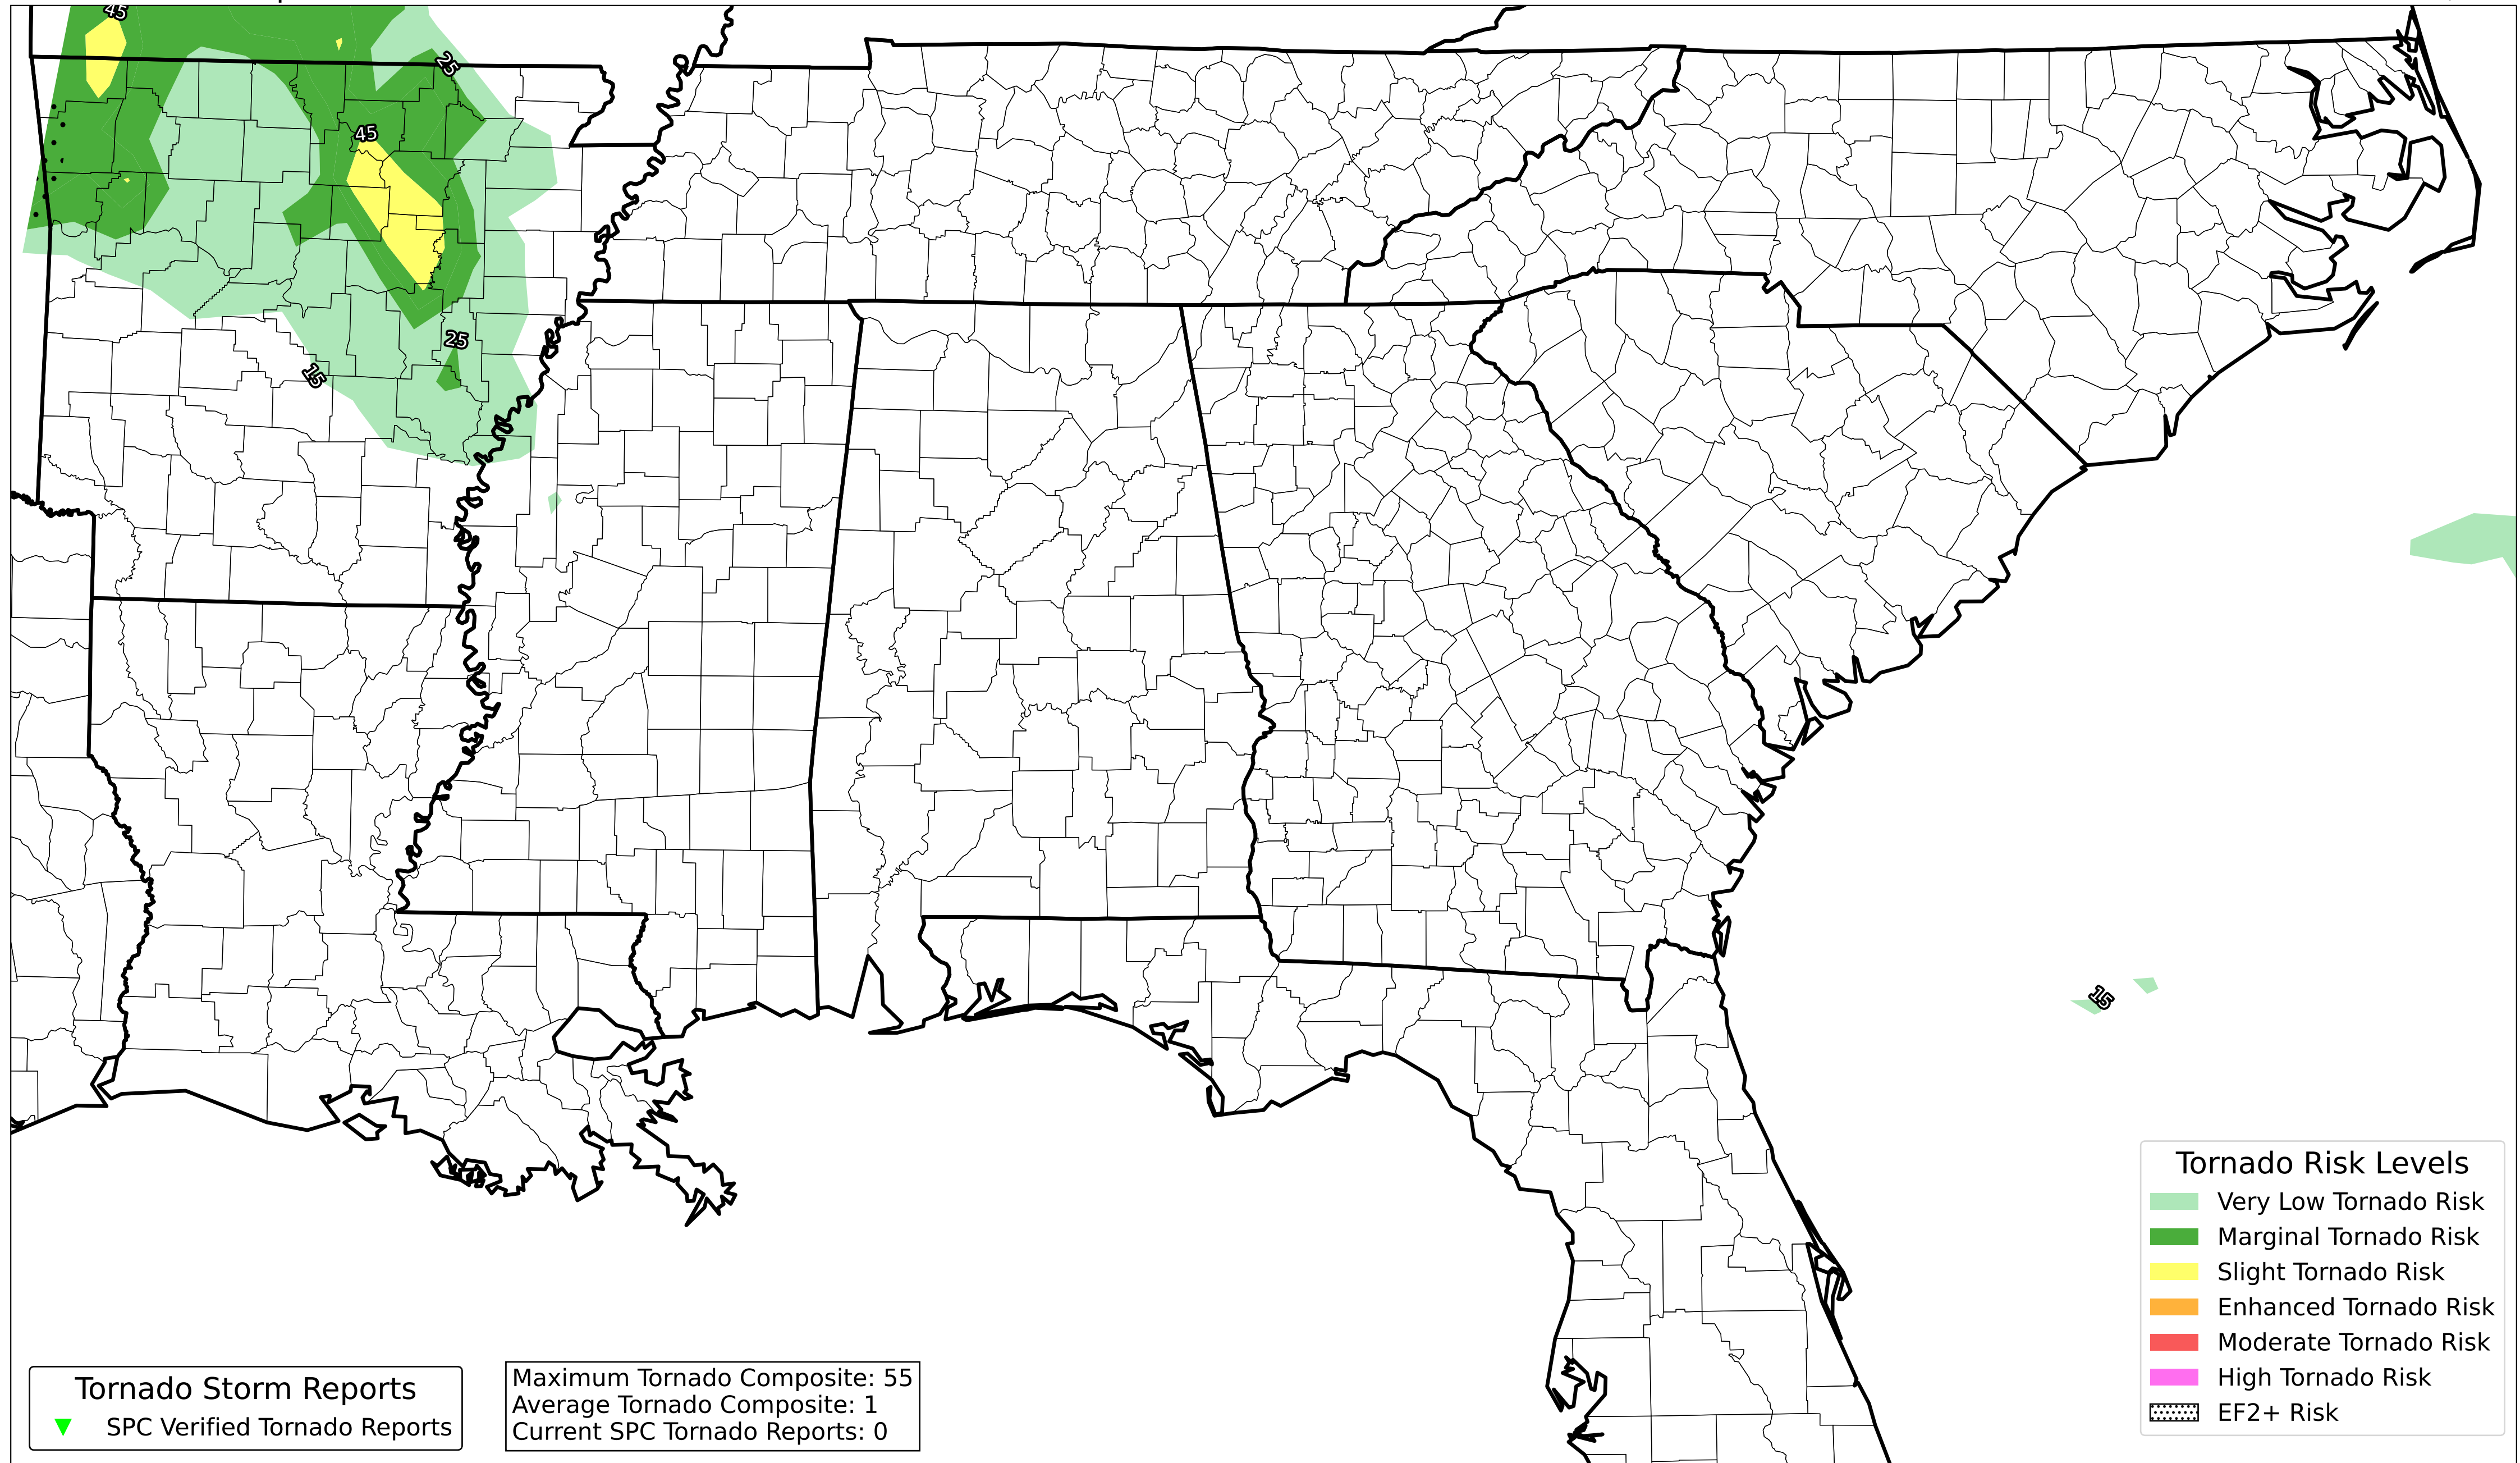 45
25
45
25
15
15
Tornado Risk Levels
Very Low Tornado Risk
Marginal Tornado Risk
Slight Tornado Risk
Enhanced Tornado Risk
Moderate Tornado Risk
High Tornado Risk
EF2+ Risk
Tornado Storm Reports
SPC Verified Tornado Reports
Maximum Tornado Composite: 55
Average Tornado Composite: 1
Current SPC Tornado Reports: 0